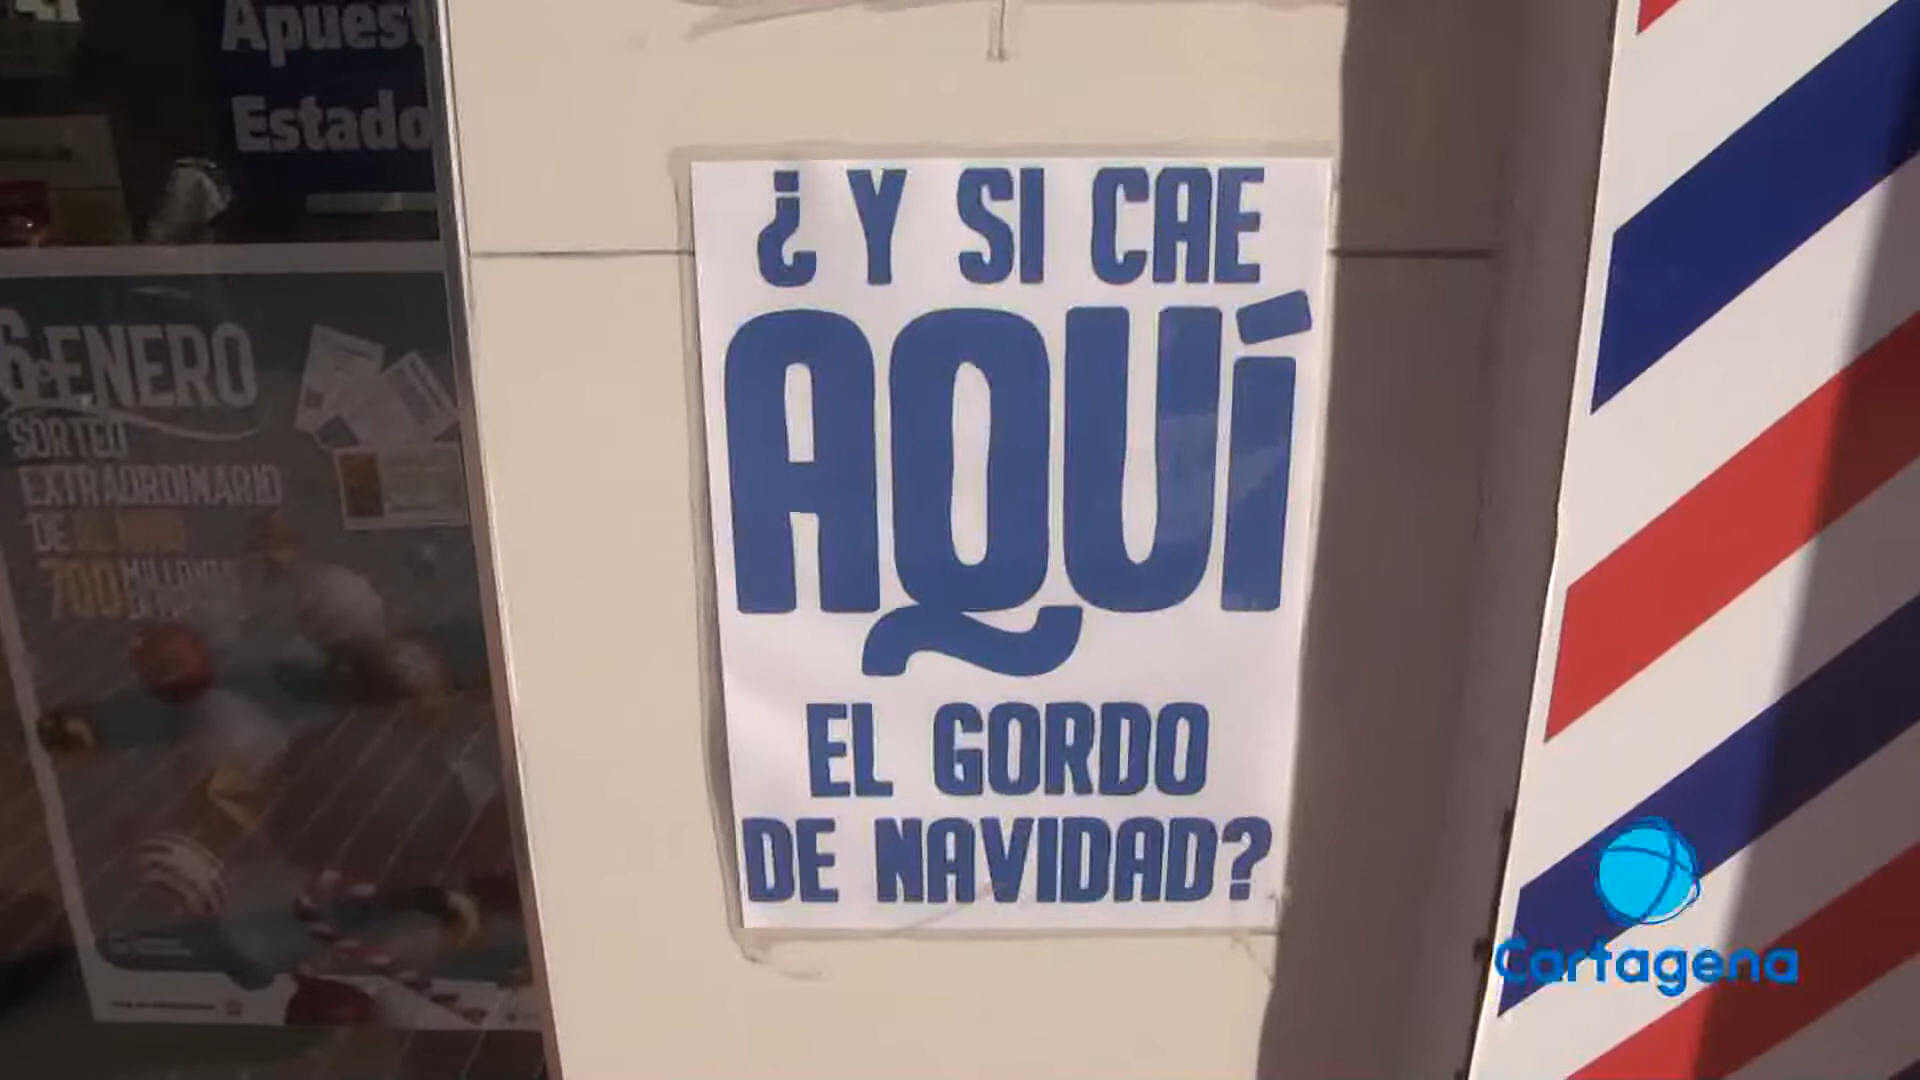 Apuest
Estado
6 ENERO
SORTEO
EXTRAORDINARIO
DE
700 MILLONES
¿Y SI CAE
AQUÍ
EL GORDO
DE NAVIDAD?
Cartagena